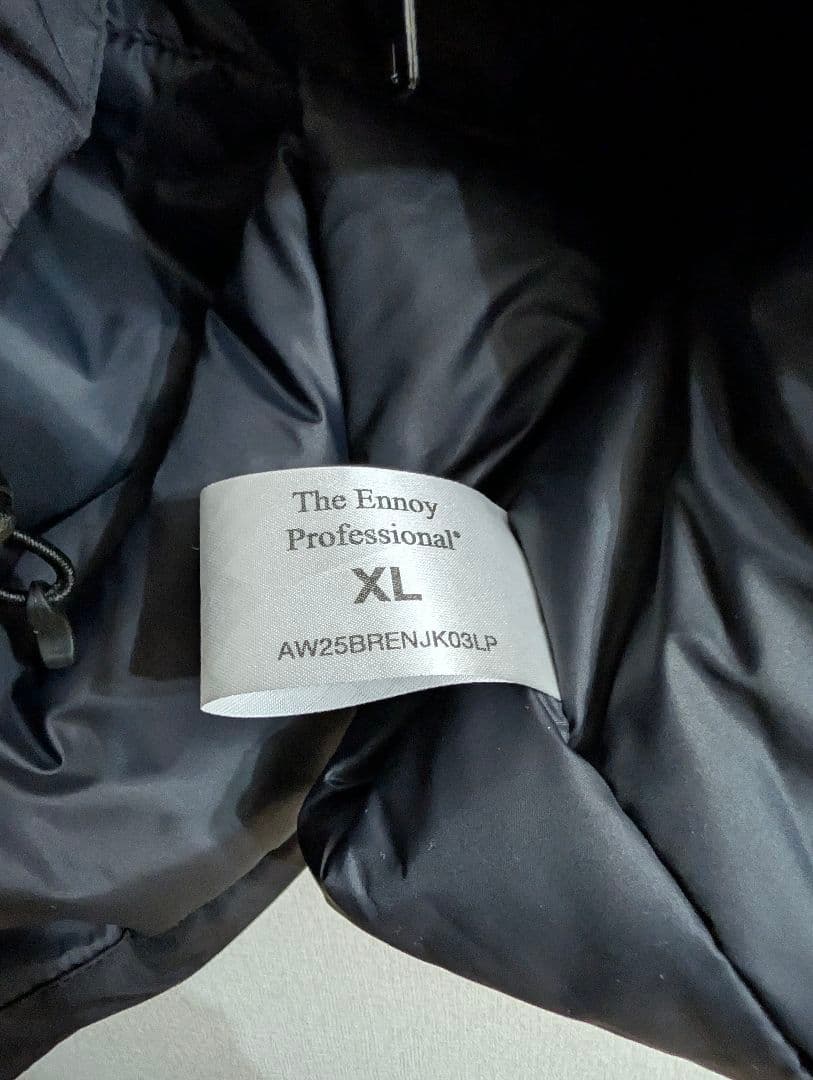 The Ennoy
Professional®
XL
AW25BRENJK03LP